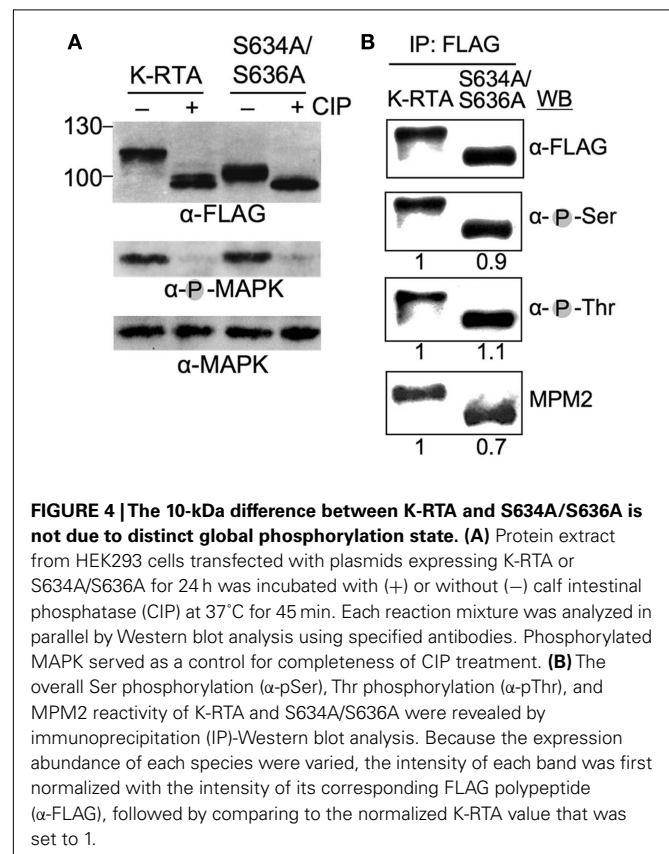 A
S634A/
K-RTA S636A
− + − + CIP
130
100
α-FLAG
α-P-MAPK
α-MAPK
B
IP: FLAG
S634A/
K-RTA S636A WB
α-FLAG
α-P-Ser
1 0.9
α-P-Thr
1 1.1
MPM2
1 0.7
FIGURE 4 | The 10-kDa difference between K-RTA and S634A/S636A is
not due to distinct global phosphorylation state. (A) Protein extract
from HEK293 cells transfected with plasmids expressing K-RTA or
S634A/S636A for 24 h was incubated with (+) or without (−) calf intestinal
phosphatase (CIP) at 37°C for 45 min. Each reaction mixture was analyzed in
parallel by Western blot analysis using specified antibodies. Phosphorylated
MAPK served as a control for completeness of CIP treatment. (B) The
overall Ser phosphorylation (α-pSer), Thr phosphorylation (α-pThr), and
MPM2 reactivity of K-RTA and S634A/S636A were revealed by
immunoprecipitation (IP)-Western blot analysis. Because the expression
abundance of each species were varied, the intensity of each band was first
normalized with the intensity of its corresponding FLAG polypeptide
(α-FLAG), followed by comparing to the normalized K-RTA value that was
set to 1.